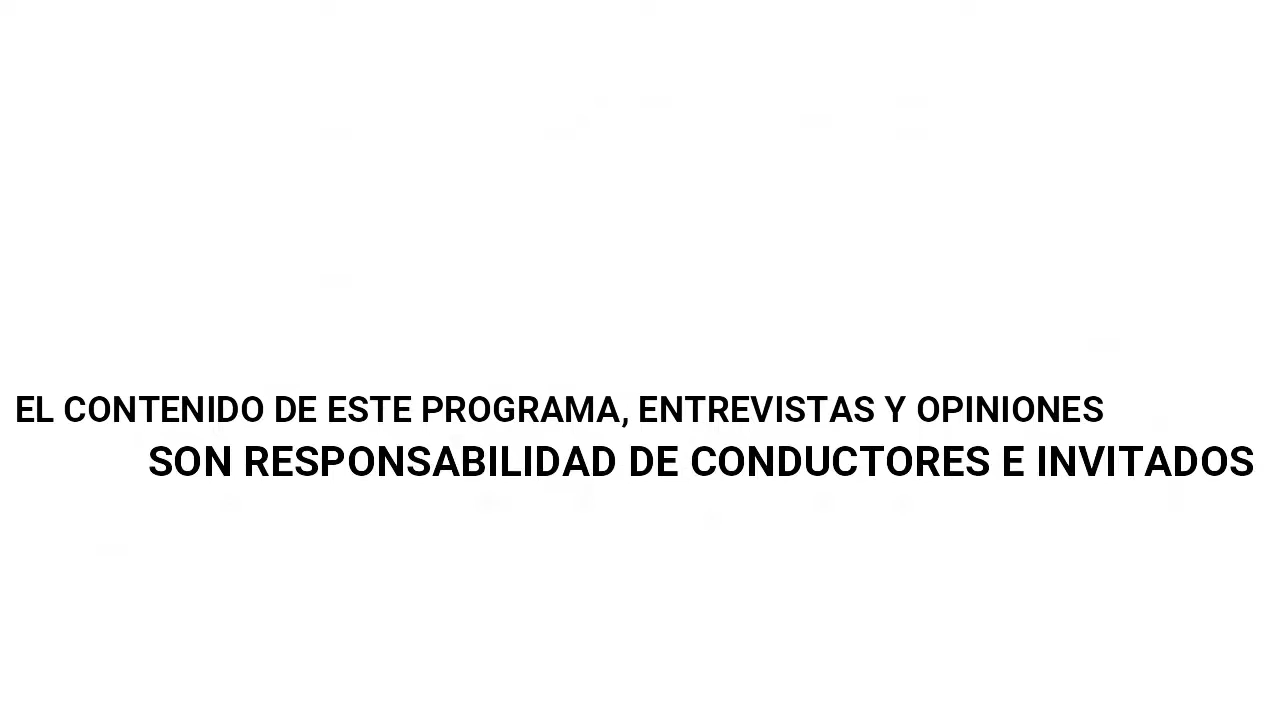 EL CONTENIDO DE ESTE PROGRAMA, ENTREVISTAS Y OPINIONES
SON RESPONSABILIDAD DE CONDUCTORES E INVITADOS